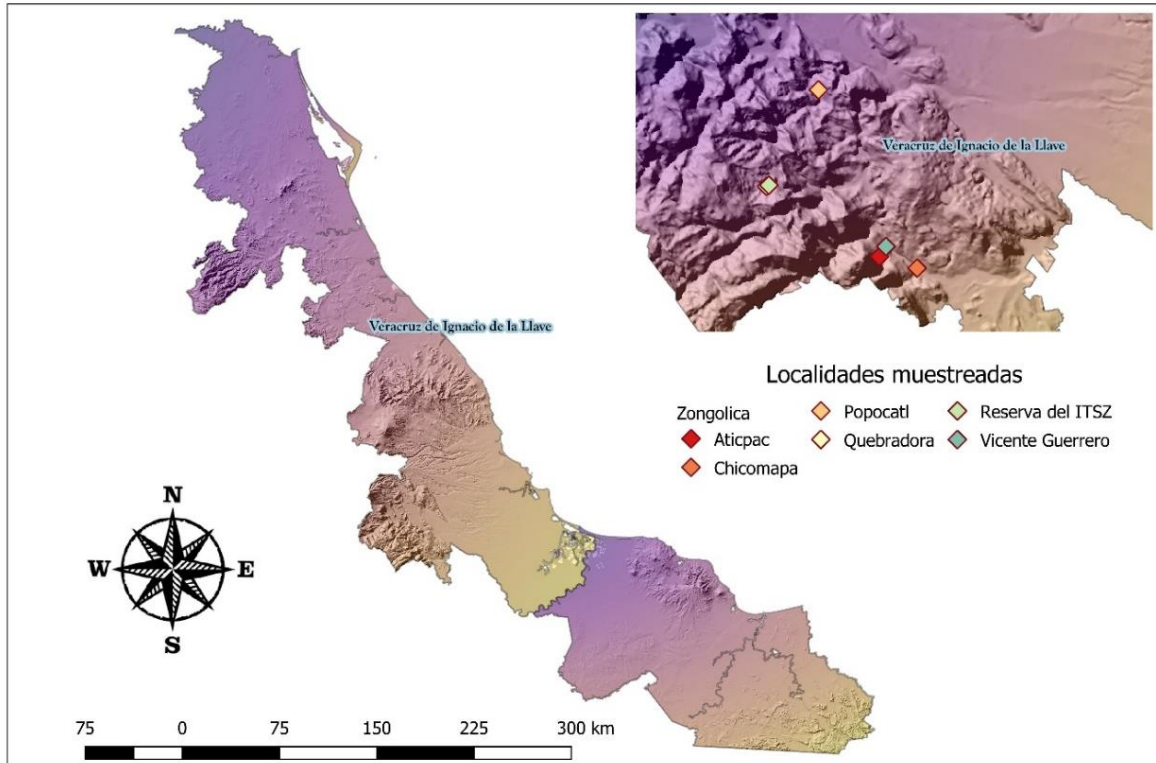 Veracruz de Ignacio de la Llave
Veracruz de Ignacio de la Llave
Localidades muestreadas
Zongolica
Aticpac
Chicomapa
Popocatl
Quebradora
Reserva del ITSZ
Vicente Guerrero
N
W E
S
75 0 75 150 225 300 km